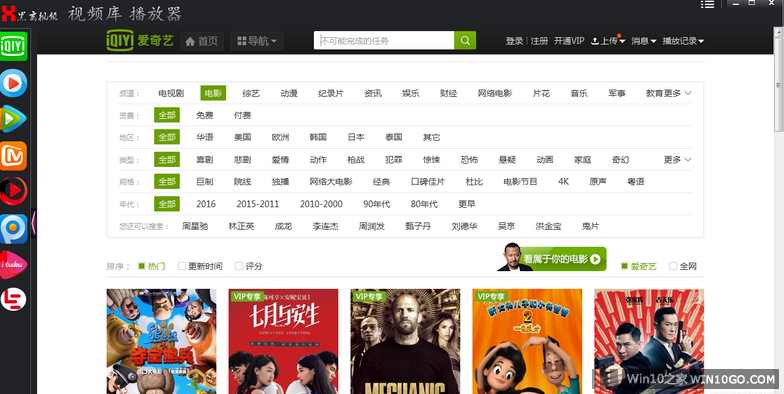 视频库 播放器
iQIYI 爱奇艺 首页 导航 不可能完成的任务 登录 注册 开通VIP 上传 消息 播放记录
频道： 电视剧 电影 综艺 动漫 纪录片 资讯 娱乐 财经 网络电影 片花 音乐 军事 教育 更多
资费： 全部 免费 付费
地区： 全部 华语 美国 欧洲 韩国 日本 泰国 其它
类型： 全部 喜剧 悲剧 爱情 动作 枪战 犯罪 惊悚 恐怖 悬疑 动画 家庭 奇幻 更多
规格： 全部 巨制 院线 独播 网络大电影 经典 口碑佳片 杜比 电影节目 4K 原声 粤语
年代： 全部 2016 2015-2011 2010-2000 90年代 80年代 更早
您还可以搜索： 周星驰 林正英 成龙 李连杰 周润发 甄子丹 刘德华 吴京 洪金宝 鬼片
排序： 热门 更新时间 评分 看属于你的电影 爱奇艺 全网
VIP专享 VIP专享 VIP专享
七月与安生
MECHANIC
Win10之家 WIN10GO.COM